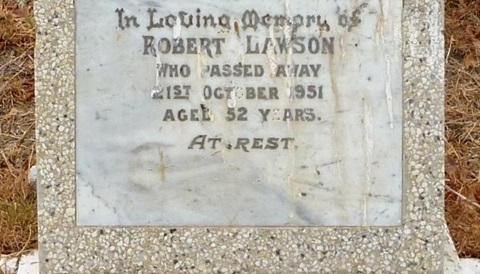 In Loving Memory of
ROBERT LAWSON
WHO PASSED AWAY
21ST OCTOBER 1951
AGED 52 YEARS.
AT REST.